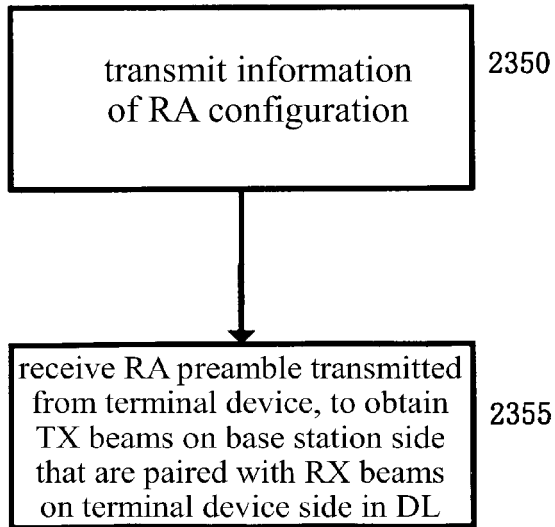 transmit information
of RA configuration
2350
receive RA preamble transmitted
from terminal device, to obtain
TX beams on base station side
that are paired with RX beams
on terminal device side in DL
2355